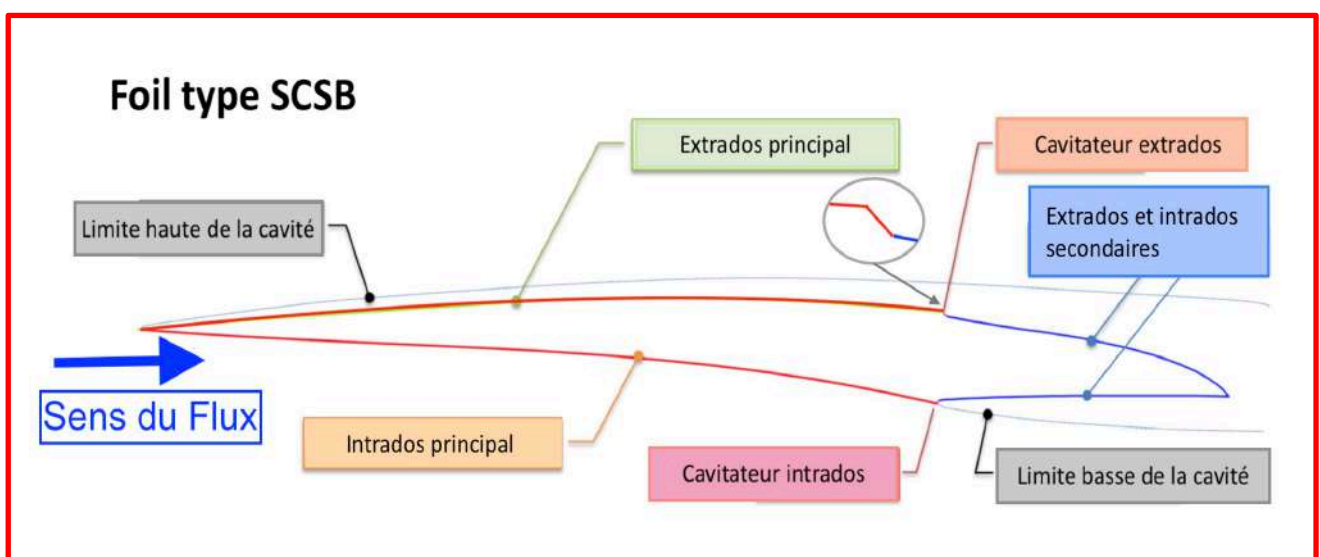 Foil type SCSB
Extrados principal
Cavitateur extrados
Limite haute de la cavité
Extrados et intrados
secondaires
Sens du Flux
Intrados principal
Cavitateur intrados
Limite basse de la cavité